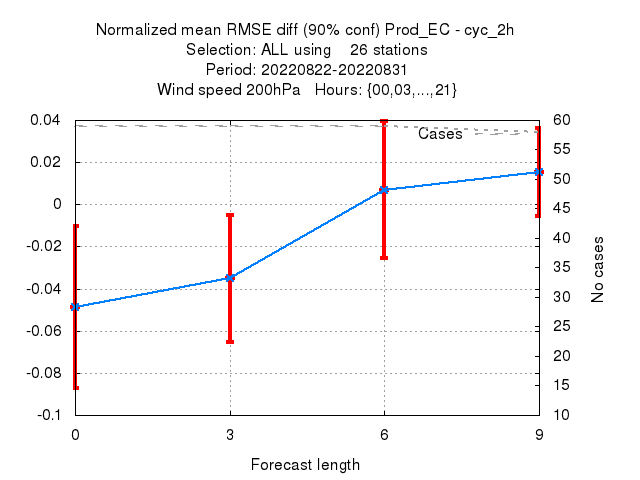 Normalized mean RMSE diff (90% conf) Prod_EC - cyc_2h
Selection: ALL using    26 stations
Period: 20220822-20220831
Wind speed 200hPa   Hours: {00,03,...,21}
0.04
0.02
0
-0.02
-0.04
-0.06
-0.08
-0.1
Cases
60
55
50
45
40
35
30
25
20
15
10
No cases
0 3 6 9
Forecast length